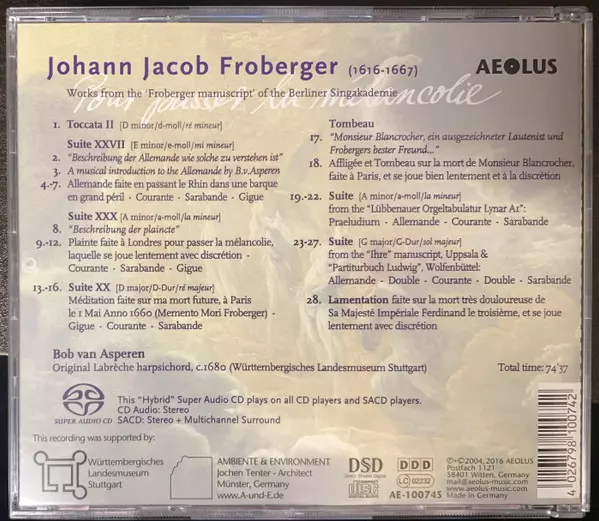 Johann Jacob Froberger (1616-1667)
AEOLUS
Works from the 'Froberger manuscript' of the Berliner Singakademie
Pour passer la mélancolie
1. Toccata II [D minor/d-moll/ré mineur]
Suite XXVII [E minor/e-moll/mi mineur]
2. "Beschreibung der Allemande wie solche zu verstehen ist"
3. A musical introduction to the Allemande by B.v.Asperen
4.-7. Allemande faite en passant le Rhin dans une barque
en grand péril - Courante - Sarabande - Gigue
Suite XXX [A minor/a-moll/la mineur]
8. "Beschreibung der plaincte"
9.-12. Plainte faite à Londres pour passer la mélancolie,
laquelle se joue lentement avec discrétion -
Courante - Sarabande - Gigue
13.-16. Suite XX [D major/D-Dur/ré majeur]
Méditation faite sur ma mort future, à Paris
le 1 Mai Anno 1660 (Memento Mori Froberger) -
Gigue - Courante - Sarabande
Tombeau
17. "Monsieur Blancrocher, ein ausgezeichneter Lautenist und
Frobergers bester Freund..."
18. Affligée et Tombeau sur la mort de Monsieur Blancrocher,
faite à Paris, et se joue bien lentement et à la discrétion
19.-22. Suite [A minor/a-moll/la mineur]
from the "Lübbenauer Orgeltabulatur Lynar A1":
Praeludium - Allemande - Courante - Sarabande
23-27. Suite [G major/G-Dur/sol majeur]
from the "Ihre" manuscript, Uppsala &
"Partiturbuch Ludwig", Wolfenbüttel:
Allemande - Double - Courante - Double - Sarabande
28. Lamentation faite sur la mort très douloureuse de
Sa Majesté Impériale Ferdinand le troisième, et se joue
lentement avec discrétion
Bob van Asperen
Original Labrèche harpsichord, c.1680 (Württembergisches Landesmuseum Stuttgart)
Total time: 74'37
SUPER AUDIO CD
This "Hybrid" Super Audio CD plays on all CD players and SACD players.
CD Audio: Stereo
SACD: Stereo + Multichannel Surround
This recording was supported by:
Württembergisches
Landesmuseum
Stuttgart
AMBIENTE & ENVIRONMENT
Jochen Tenter - Architect
Münster, Germany
www.A-und-E.de
DSD
Direct Stream Digital
DDD
LC 02232
AE-10074S
℗+© 2004, 2016 AEOLUS
Postfach 1121
58401 Witten, Germany
www.aeolus-music.com
Made in Germany
4 026798 100742